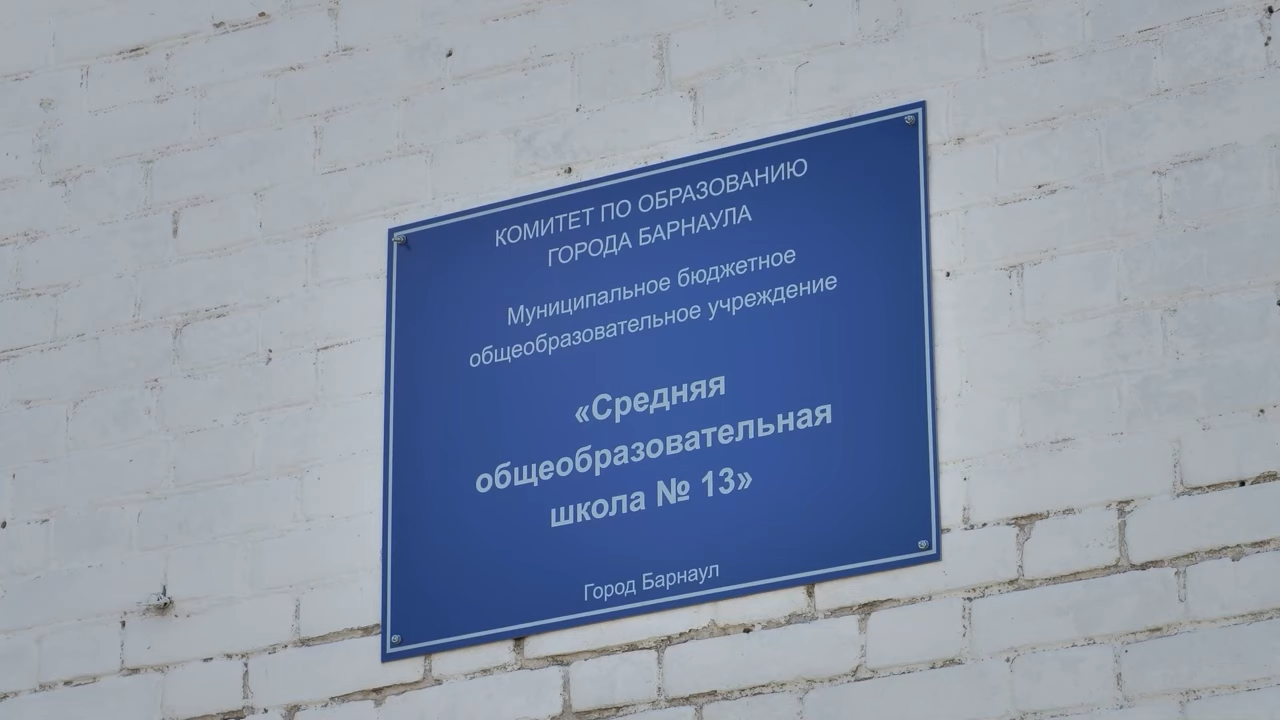 КОМИТЕТ ПО ОБРАЗОВАНИЮ
ГОРОДА БАРНАУЛА
Муниципальное бюджетное
общеобразовательное учреждение
«Средняя
общеобразовательная
школа № 13»
Город Барнаул